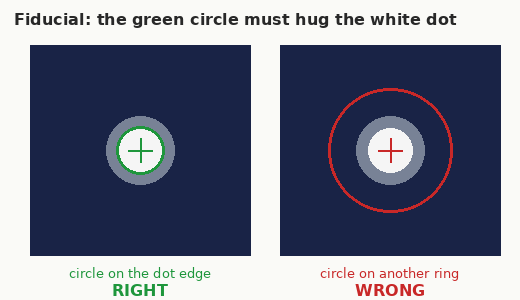 Fiducial: the green circle must hug the white dot
circle on the dot edge
RIGHT
circle on another ring
WRONG